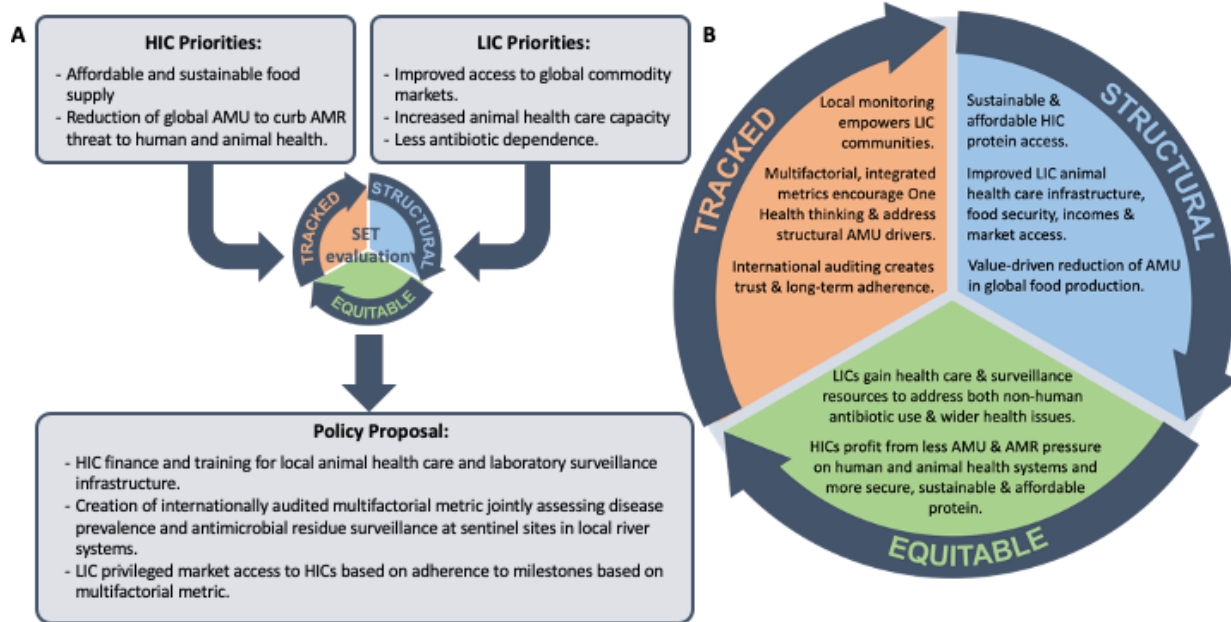 A
HIC Priorities:
- Affordable and sustainable food
supply
- Reduction of global AMU to curb AMR
threat to human and animal health.
LIC Priorities:
- Improved access to global commodity
markets.
- Increased animal health care capacity
- Less antibiotic dependence.
TRACKED
STRUCTURAL
EQUITABLE
SET
evaluation
Policy Proposal:
- HIC finance and training for local animal health care and laboratory surveillance
infrastructure.
- Creation of internationally audited multifactorial metric jointly assessing disease
prevalence and antimicrobial residue surveillance at sentinel sites in local river
systems.
- LIC privileged market access to HICs based on adherence to milestones based on
multifactorial metric.
B
TRACKED
Local monitoring
empowers LIC
communities.
Multifactorial, integrated
metrics encourage One
Health thinking & address
structural AMU drivers.
International auditing creates
trust & long-term adherence.
STRUCTURAL
Sustainable &
affordable HIC
protein access.
Improved LIC animal
health care infrastructure,
food security, incomes &
market access.
Value-driven reduction of AMU
in global food production.
LICs gain health care & surveillance
resources to address both non-human
antibiotic use & wider health issues.
HICs profit from less AMU & AMR pressure
on human and animal health systems and
more secure, sustainable & affordable
protein.
EQUITABLE